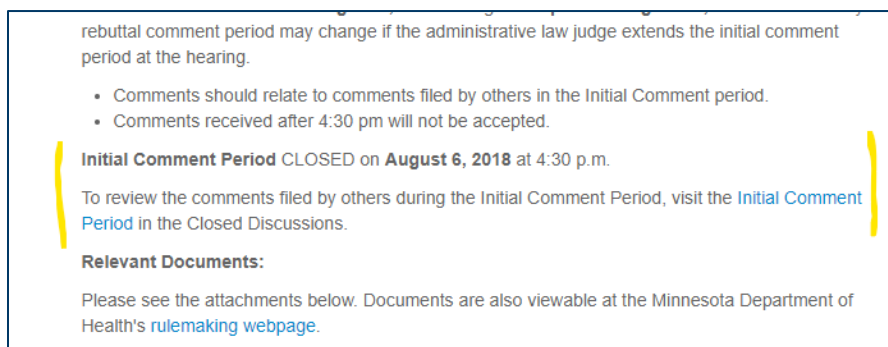 rebuttal comment period may change if the administrative law judge extends the initial comment
period at the hearing.
• Comments should relate to comments filed by others in the Initial Comment period.
• Comments received after 4:30 pm will not be accepted.
Initial Comment Period CLOSED on August 6, 2018 at 4:30 p.m.
To review the comments filed by others during the Initial Comment Period, visit the Initial Comment
Period in the Closed Discussions.
Relevant Documents:
Please see the attachments below. Documents are also viewable at the Minnesota Department of
Health's rulemaking webpage.